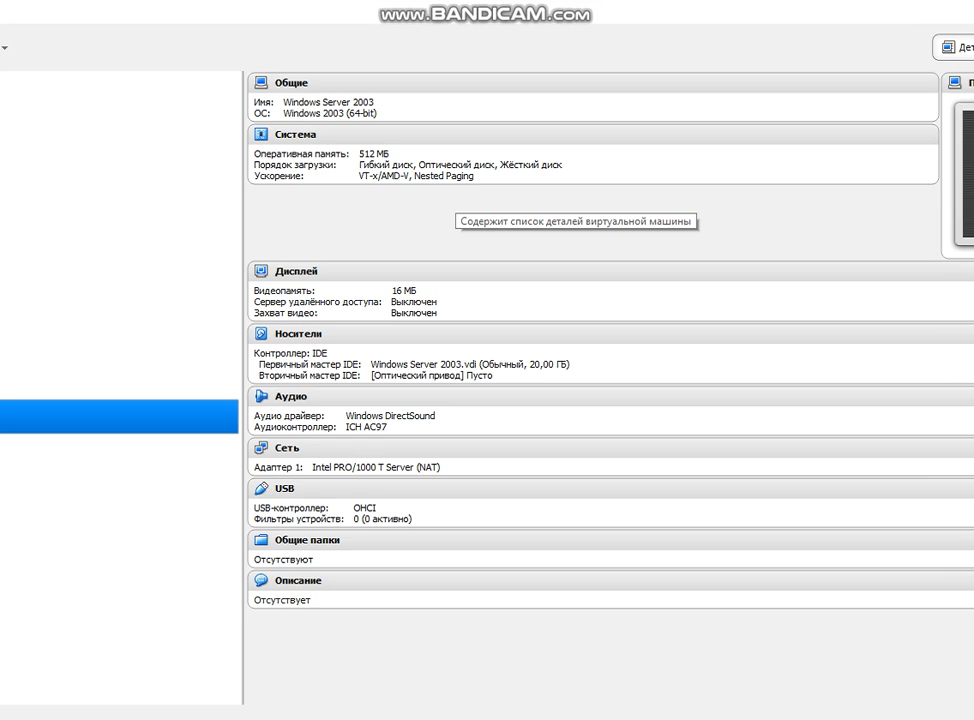 www.BANDICAM.com
Дет
Общие
Имя: Windows Server 2003
ОС: Windows 2003 (64-bit)
Система
Оперативная память: 512 МБ
Порядок загрузки: Гибкий диск, Оптический диск, Жёсткий диск
Ускорение: VT-x/AMD-V, Nested Paging
Содержит список деталей виртуальной машины
Дисплей
Видеопамять: 16 МБ
Сервер удалённого доступа: Выключен
Захват видео: Выключен
Носители
Контроллер: IDE
Первичный мастер IDE: Windows Server 2003.vdi (Обычный, 20,00 ГБ)
Вторичный мастер IDE: [Оптический привод] Пусто
Аудио
Аудио драйвер: Windows DirectSound
Аудиоконтроллер: ICH AC97
Сеть
Адаптер 1: Intel PRO/1000 T Server (NAT)
USB
USB-контроллер: OHCI
Фильтры устройств: 0 (0 активно)
Общие папки
Отсутствуют
Описание
Отсутствует